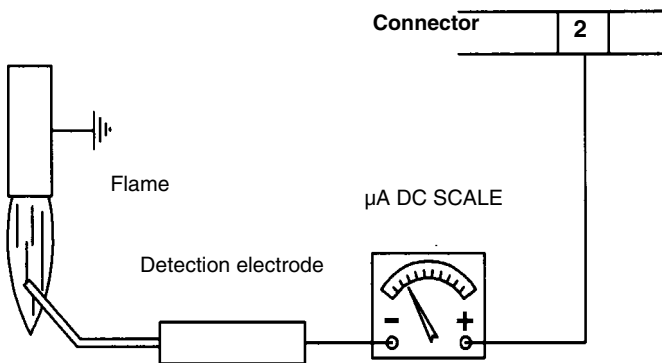 Connector 2
Flame
µA DC SCALE
Detection electrode
- +